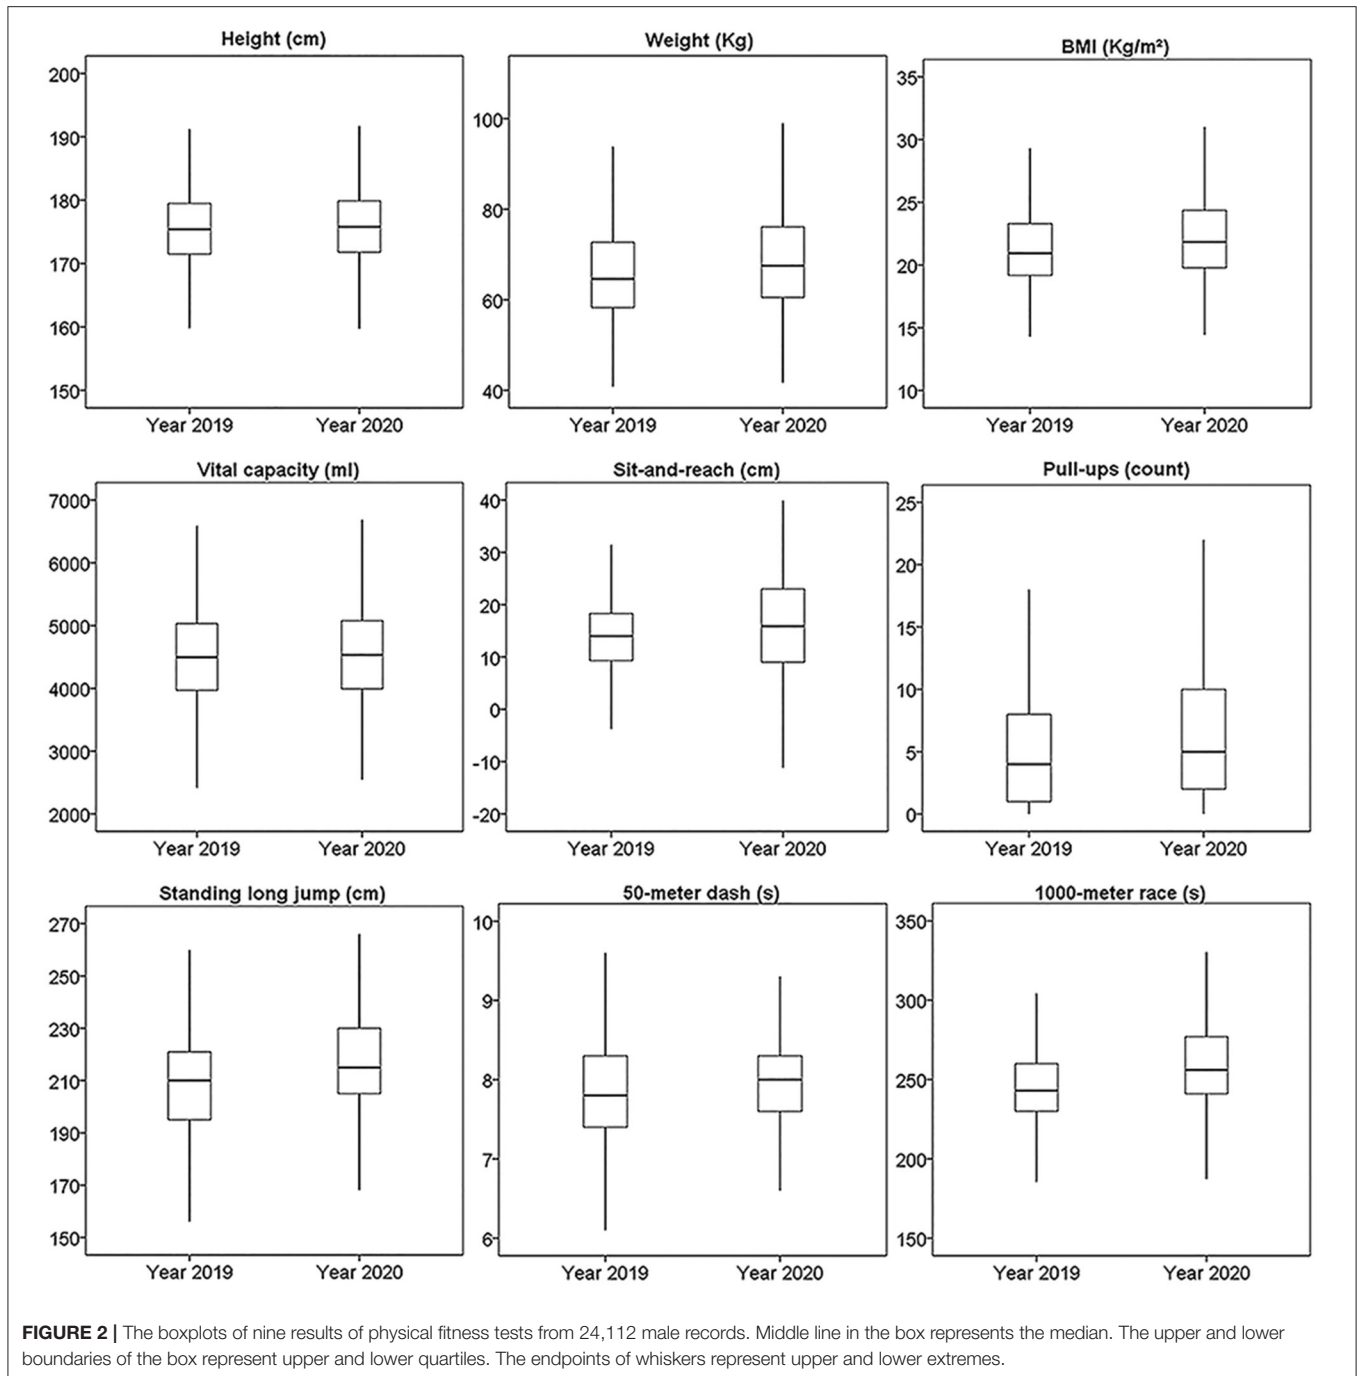 Height (cm)
200
190
180
170
160
150
Year 2019 Year 2020
Weight (Kg)
100
80
60
40
Year 2019 Year 2020
BMI (Kg/m²)
35
30
25
20
15
10
Year 2019 Year 2020
Vital capacity (ml)
7000
6000
5000
4000
3000
2000
Year 2019 Year 2020
Sit-and-reach (cm)
40
30
20
10
0
-10
-20
Year 2019 Year 2020
Pull-ups (count)
25
20
15
10
5
0
Year 2019 Year 2020
Standing long jump (cm)
270
250
230
210
190
170
150
Year 2019 Year 2020
50-meter dash (s)
10
9
8
7
6
Year 2019 Year 2020
1000-meter race (s)
350
300
250
200
150
Year 2019 Year 2020
FIGURE 2 | The boxplots of nine results of physical fitness tests from 24,112 male records. Middle line in the box represents the median. The upper and lower
boundaries of the box represent upper and lower quartiles. The endpoints of whiskers represent upper and lower extremes.